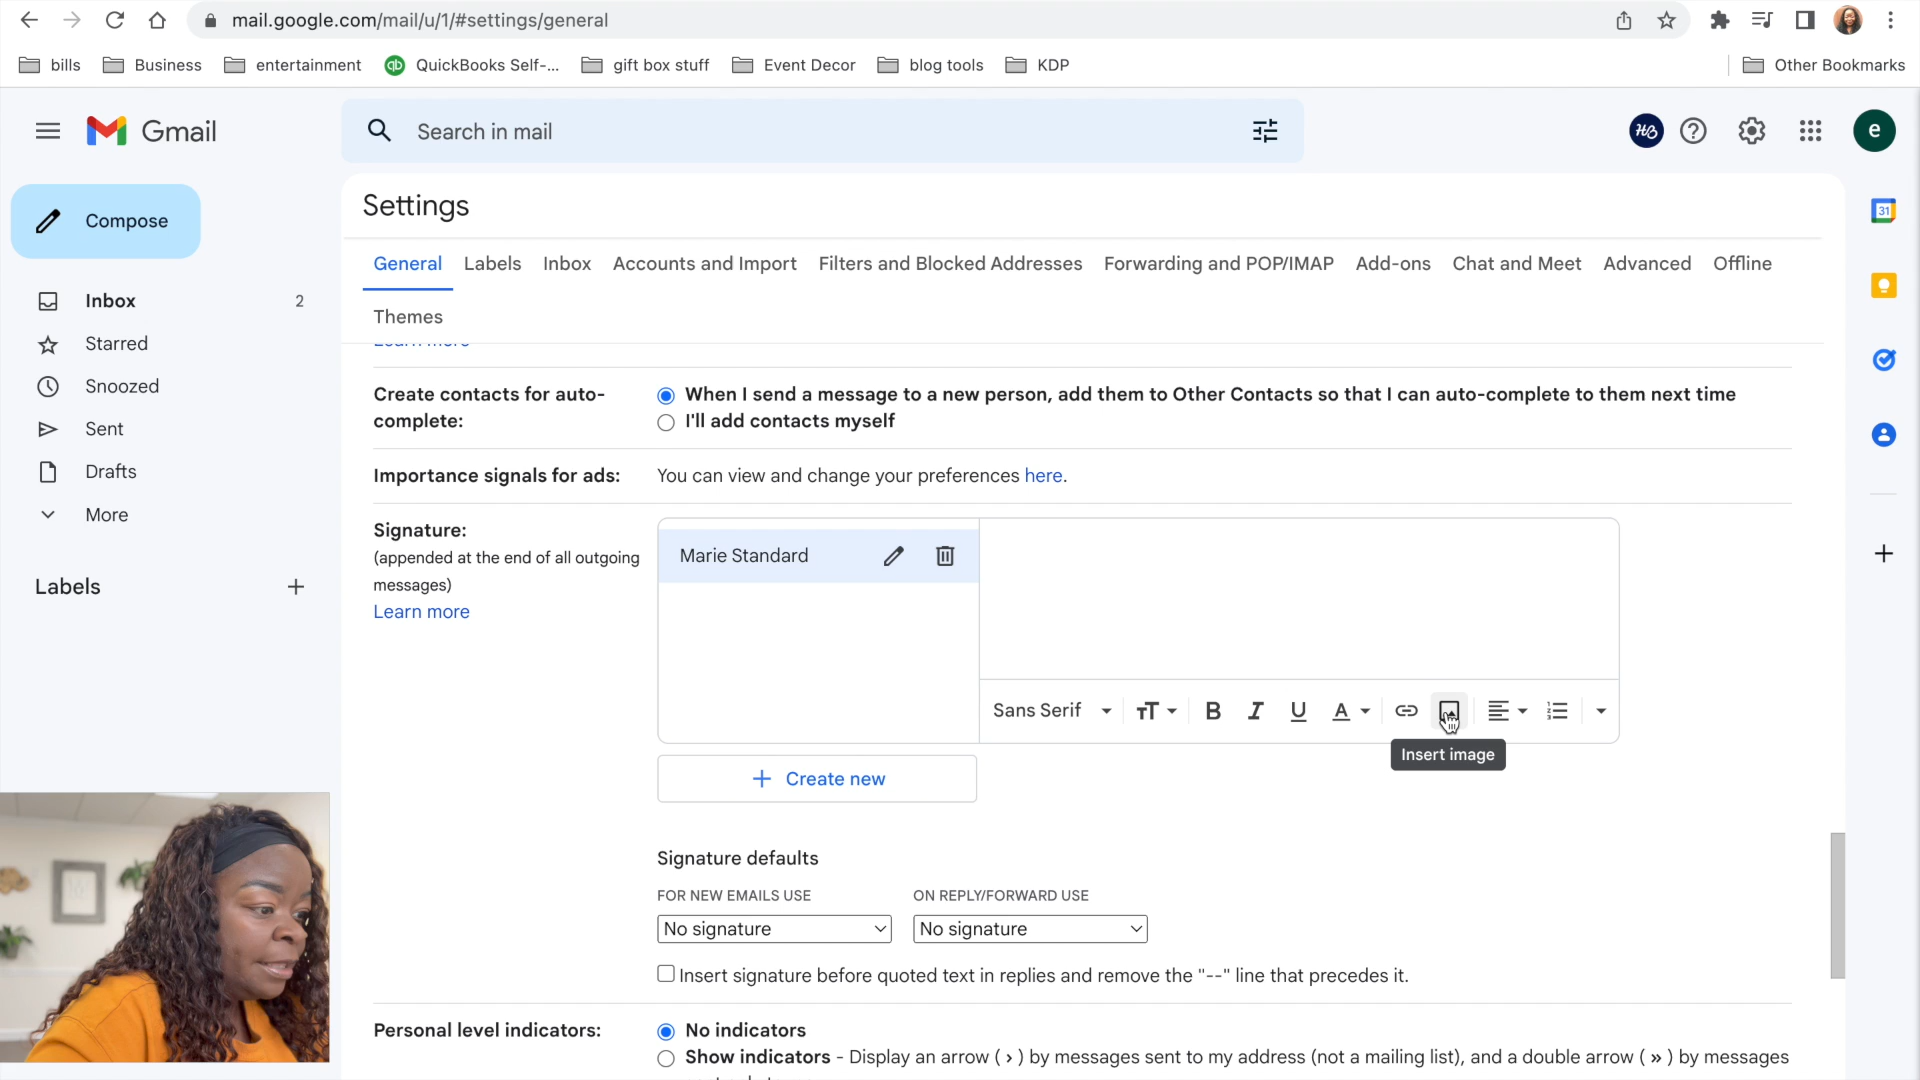 mail.google.com/mail/u/1/#settings/general
bills
Business
entertainment
qb
QuickBooks Self-...
gift box stuff
Event Decor
blog tools
KDP
Other Bookmarks
Gmail
Search in mail
HB
e
Compose
Settings
31
General
Labels
Inbox
Accounts and Import
Filters and Blocked Addresses
Forwarding and POP/IMAP
Add-ons
Chat and Meet
Advanced
Offline
Themes
Inbox 2
Starred
Snoozed
Sent
Drafts
More
Labels
Learn more
Create contacts for auto-
complete:
When I send a message to a new person, add them to Other Contacts so that I can auto-complete to them next time
I'll add contacts myself
Importance signals for ads:
You can view and change your preferences here.
Signature:
(appended at the end of all outgoing
messages)
Learn more
Marie Standard
Sans Serif
Insert image
Create new
Signature defaults
FOR NEW EMAILS USE
ON REPLY/FORWARD USE
No signature
No signature
Insert signature before quoted text in replies and remove the "--" line that precedes it.
Personal level indicators:
No indicators
Show indicators - Display an arrow ( › ) by messages sent to my address (not a mailing list), and a double arrow ( » ) by messages